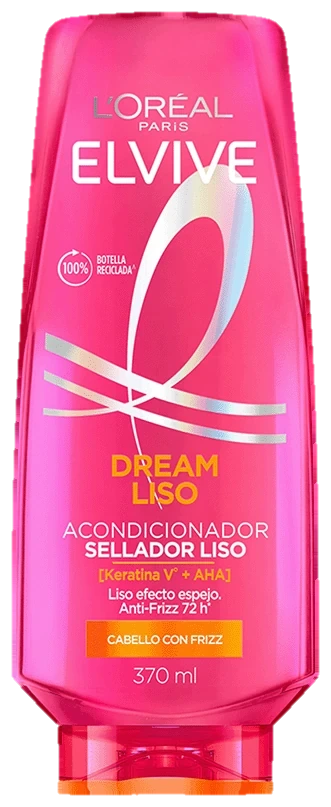 L'ORÉAL
PARIS
ELVIVE
100%
BOTELLA
RECICLADA^
DREAM
LISO
ACONDICIONADOR
SELLADOR LISO
[Keratina V° + AHA]
Liso efecto espejo.
Anti-Frizz 72 h*
CABELLO CON FRIZZ
370 ml